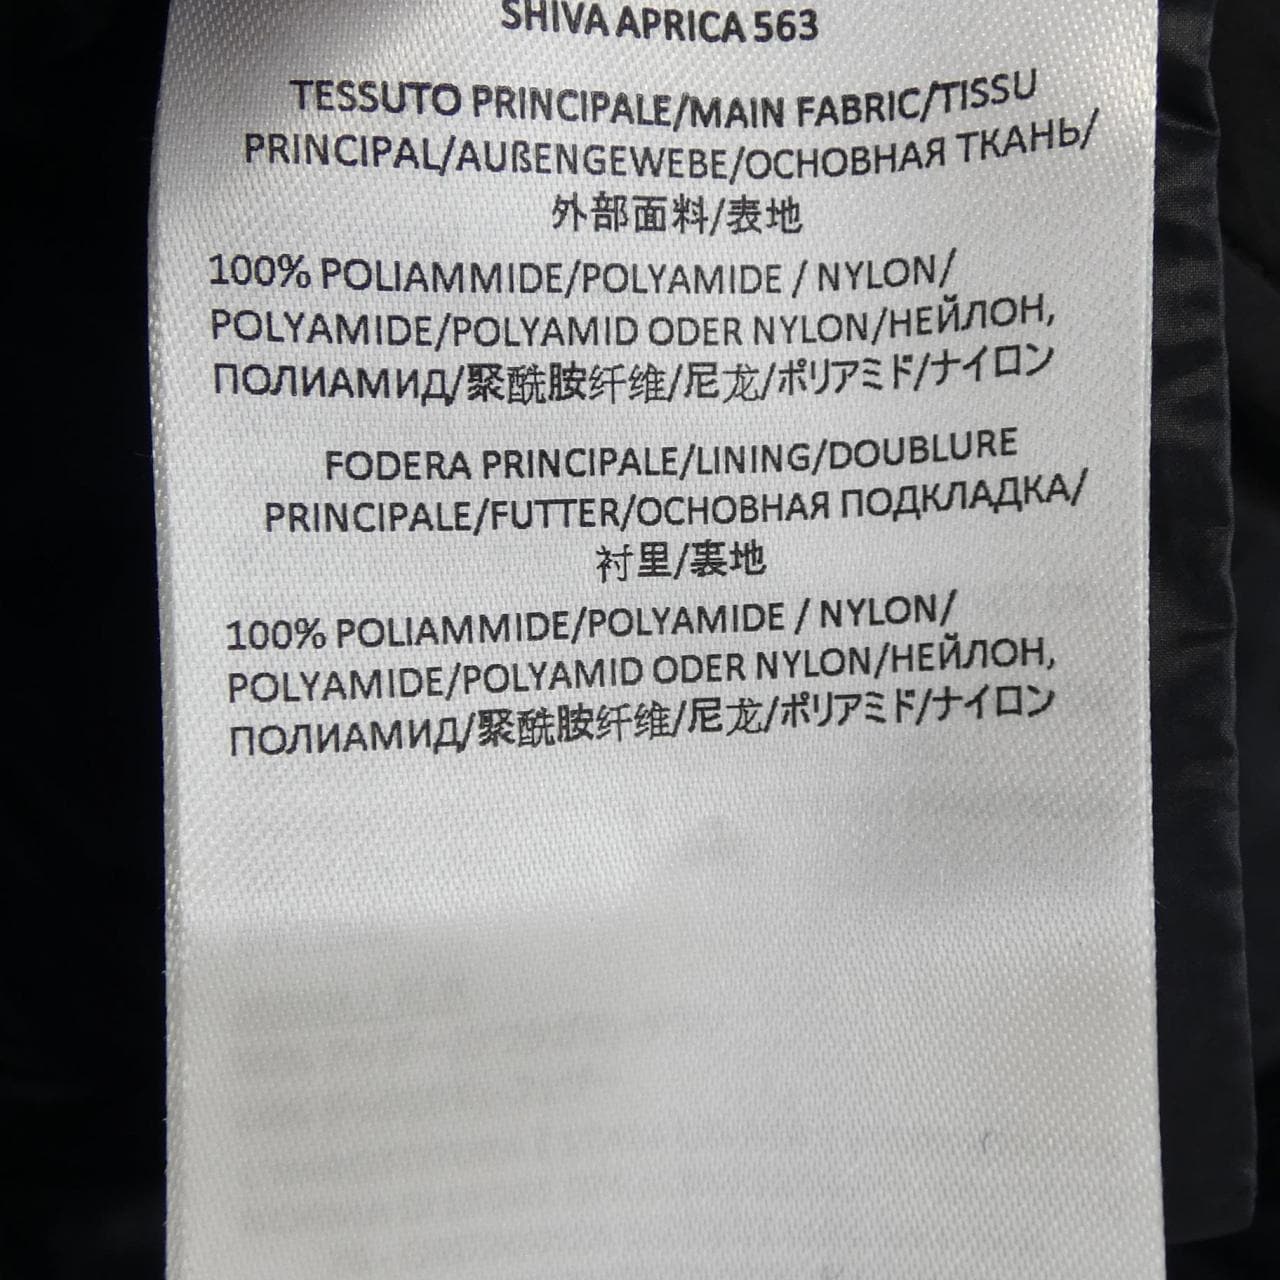 SHIVA APRICA 563
TESSUTO PRINCIPALE/MAIN FABRIC/TISSU
PRINCIPAL/AUßENGEWEBE/ОСНОВНАЯ ТКАНЬ/
外部面料/表地
100% POLIAMMIDE/POLYAMIDE / NYLON/
POLYAMIDE/POLYAMID ODER NYLON/НЕЙЛОН,
ПОЛИАМИД/聚酰胺纤维/尼龙/ポリアミド/ナイロン
FODERA PRINCIPALE/LINING/DOUBLURE
PRINCIPALE/FUTTER/ОСНОВНАЯ ПОДКЛАДКА/
衬里/裏地
100% POLIAMMIDE/POLYAMIDE / NYLON/
POLYAMIDE/POLYAMID ODER NYLON/НЕЙЛОН,
ПОЛИАМИД/聚酰胺纤维/尼龙/ポリアミド/ナイロン